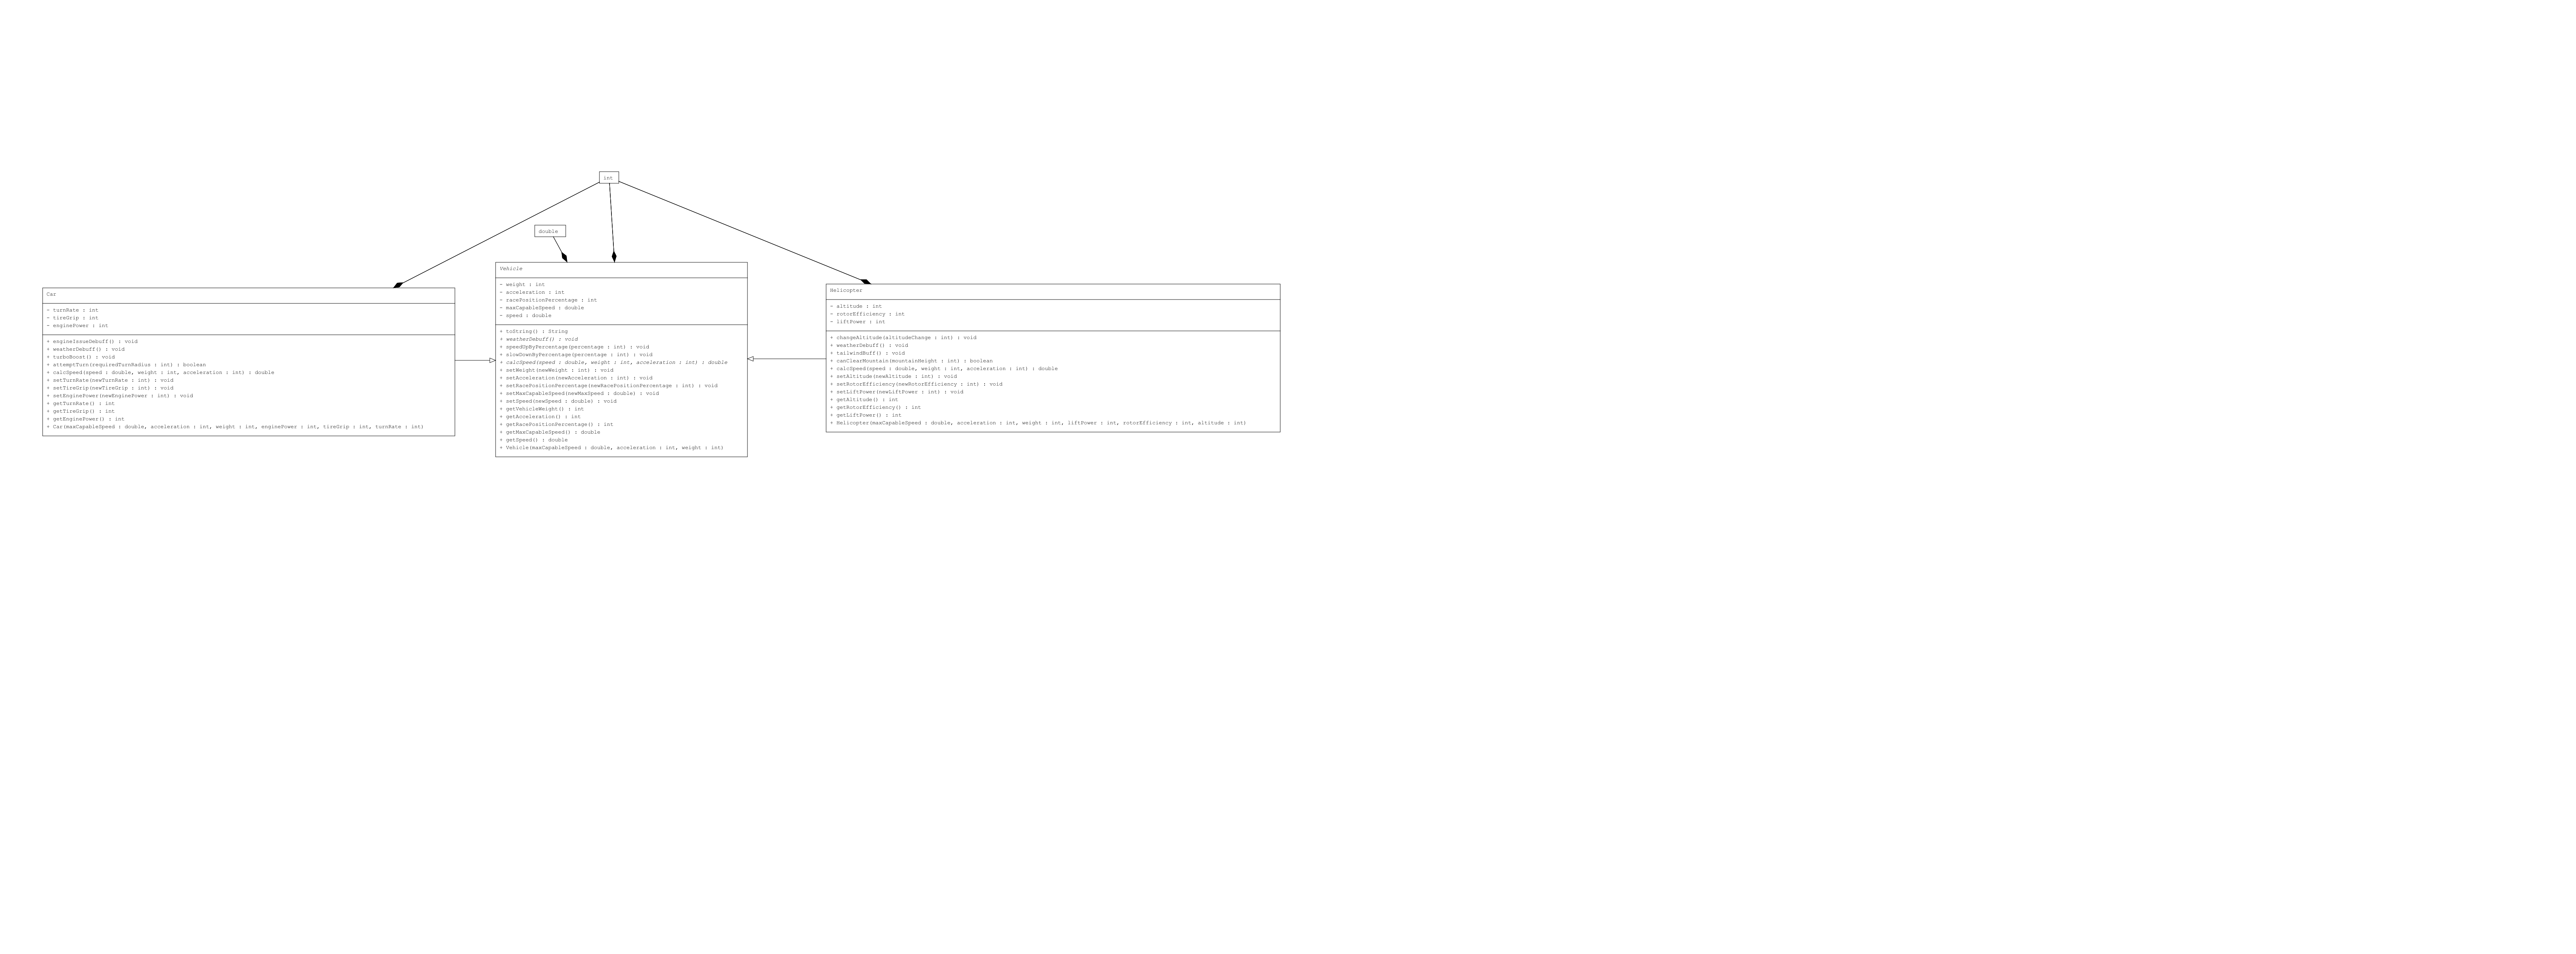 int
double
Vehicle
- weight : int
- acceleration : int
- racePositionPercentage : int
- maxCapableSpeed : double
- speed : double
+ toString() : String
+ weatherDebuff() : void
+ speedUpByPercentage(percentage : int) : void
+ slowDownByPercentage(percentage : int) : void
+ calcSpeed(speed : double, weight : int, acceleration : int) : double
+ setWeight(newWeight : int) : void
+ setAcceleration(newAcceleration : int) : void
+ setRacePositionPercentage(newRacePositionPercentage : int) : void
+ setMaxCapableSpeed(newMaxSpeed : double) : void
+ setSpeed(newSpeed : double) : void
+ getVehicleWeight() : int
+ getAcceleration() : int
+ getRacePositionPercentage() : int
+ getMaxCapableSpeed() : double
+ getSpeed() : double
+ Vehicle(maxCapableSpeed : double, acceleration : int, weight : int)
Car
- turnRate : int
- tireGrip : int
- enginePower : int
+ engineIssueDebuff() : void
+ weatherDebuff() : void
+ turboBoost() : void
+ attemptTurn(requiredTurnRadius : int) : boolean
+ calcSpeed(speed : double, weight : int, acceleration : int) : double
+ setTurnRate(newTurnRate : int) : void
+ setTireGrip(newTireGrip : int) : void
+ setEnginePower(newEnginePower : int) : void
+ getTurnRate() : int
+ getTireGrip() : int
+ getEnginePower() : int
+ Car(maxCapableSpeed : double, acceleration : int, weight : int, enginePower : int, tireGrip : int, turnRate : int)
Helicopter
- altitude : int
- rotorEfficiency : int
- liftPower : int
+ changeAltitude(altitudeChange : int) : void
+ weatherDebuff() : void
+ tailwindBuff() : void
+ canClearMountain(mountainHeight : int) : boolean
+ calcSpeed(speed : double, weight : int, acceleration : int) : double
+ setAltitude(newAltitude : int) : void
+ setRotorEfficiency(newRotorEfficiency : int) : void
+ setLiftPower(newLiftPower : int) : void
+ getAltitude() : int
+ getRotorEfficiency() : int
+ getLiftPower() : int
+ Helicopter(maxCapableSpeed : double, acceleration : int, weight : int, liftPower : int, rotorEfficiency : int, altitude : int)